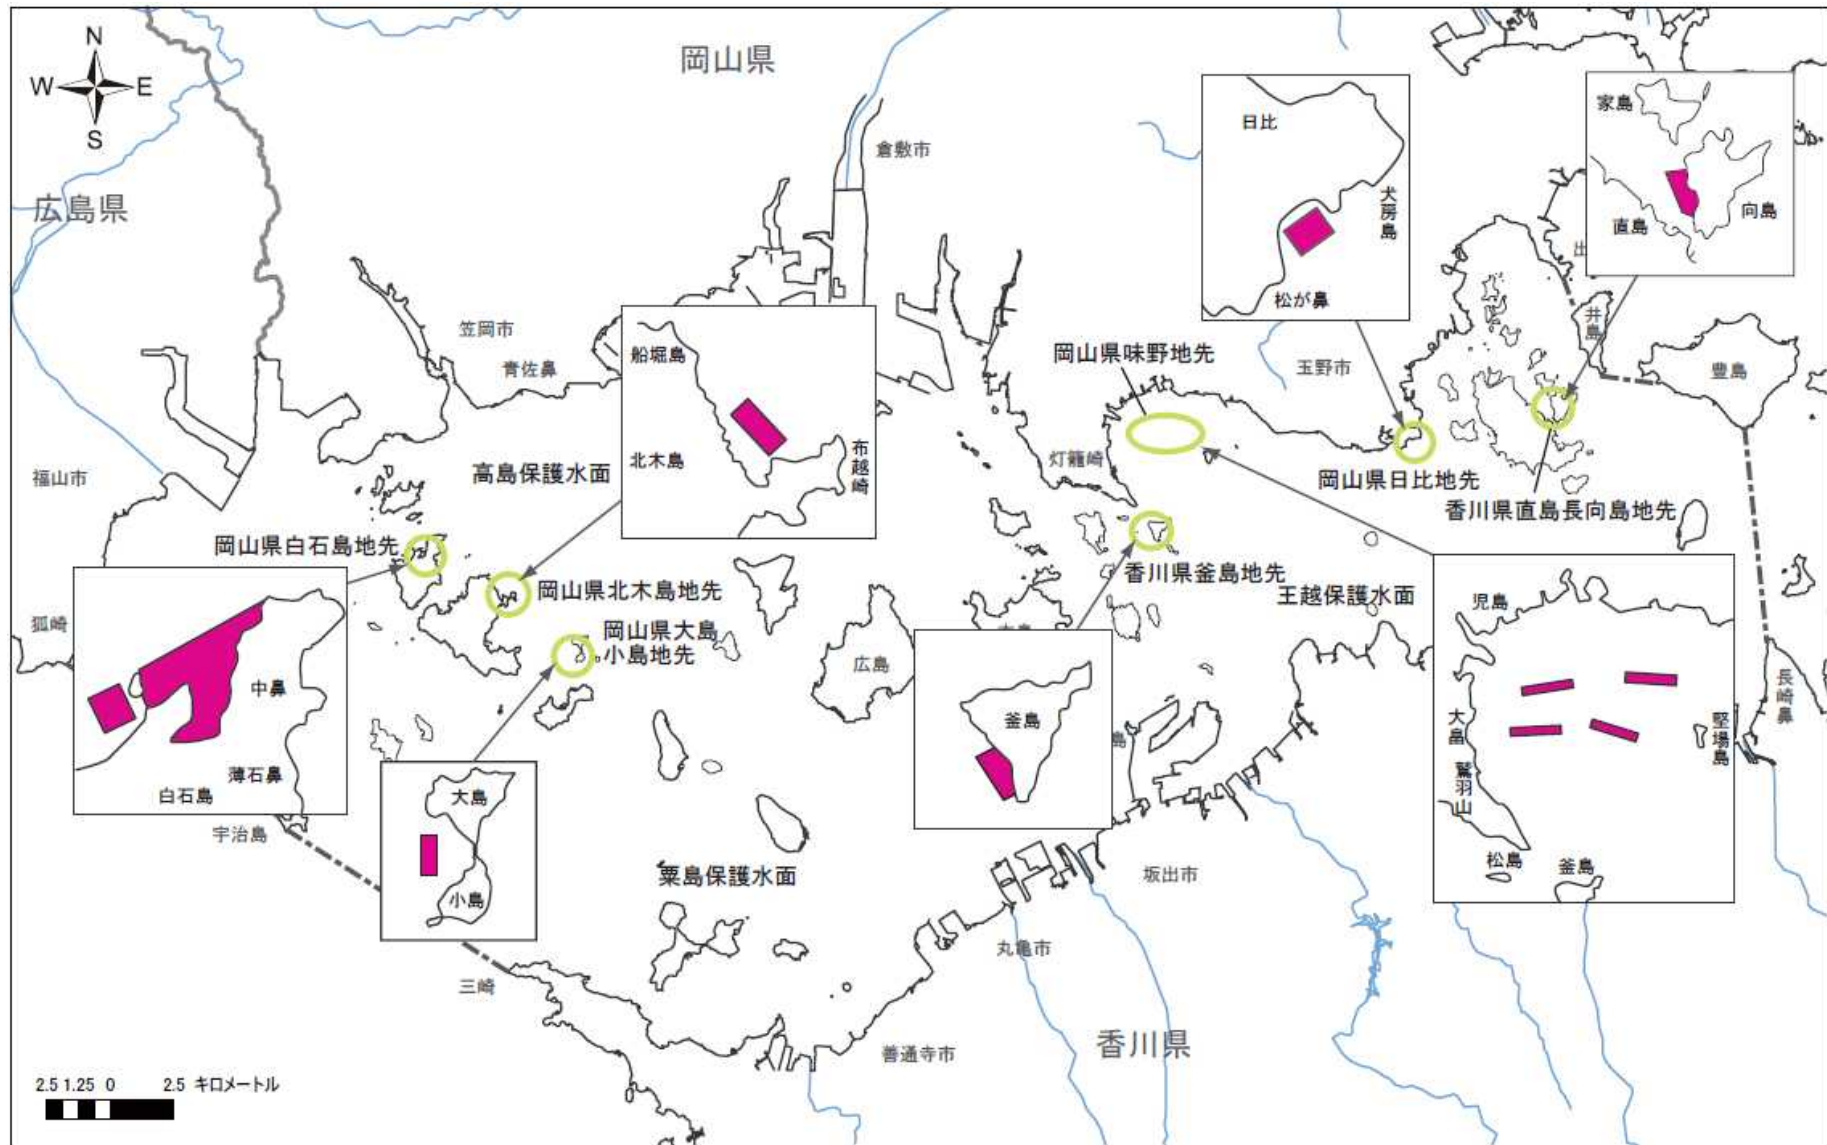 N
W
E
S
岡山県
広島県
倉敷市
笠岡市
青佐鼻
福山市
狐崎
玉野市
豊島
井島
出
日比
犬房島
松が鼻
家島
直島
向島
船堀島
北木島
布越崎
岡山県味野地先
灯籠崎
高島保護水面
岡山県日比地先
香川県直島長向島地先
岡山県白石島地先
岡山県北木島地先
岡山県大島
小島地先
香川県釜島地先
王越保護水面
中鼻
薄石鼻
白石島
宇治島
大島
小島
広島
釜島
島
児島
大畠
鷲羽山
竪場島
松島
釜島
長崎鼻
粟島保護水面
坂出市
丸亀市
三崎
善通寺市
香川県
2.5 1.25 0 2.5 キロメートル